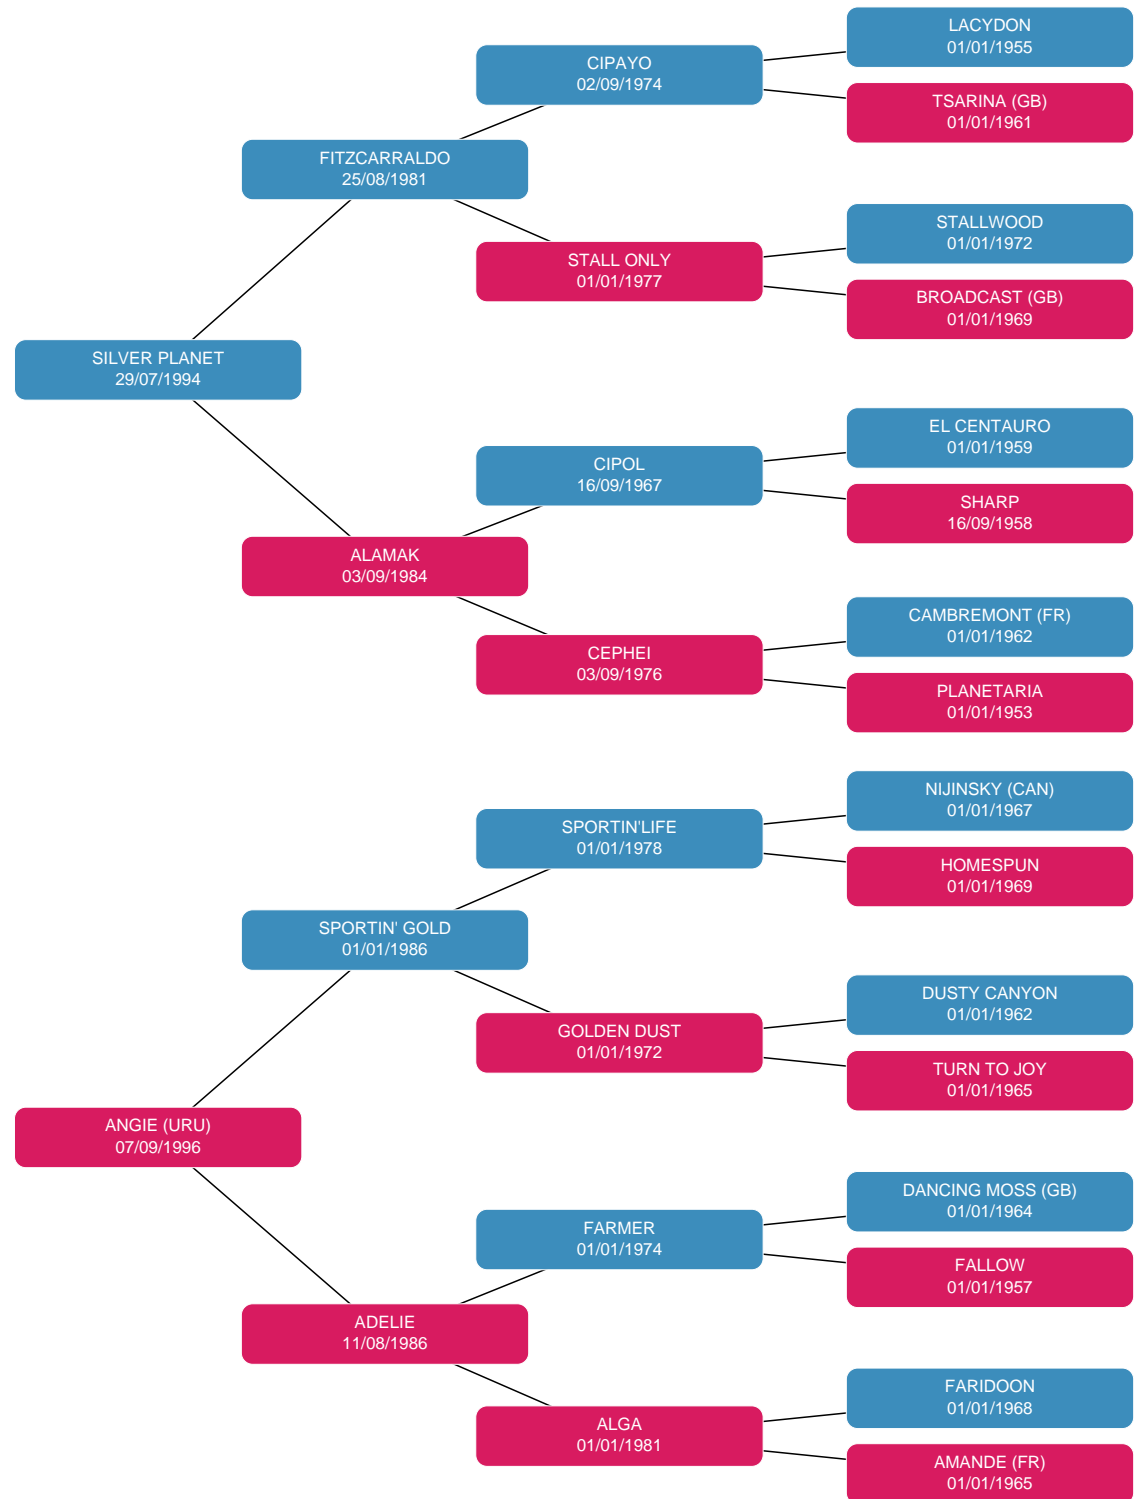 LACYDON
01/01/1955
CIPAYO
02/09/1974
TSARINA (GB)
01/01/1961
FITZCARRALDO
25/08/1981
STALLWOOD
01/01/1972
STALL ONLY
01/01/1977
BROADCAST (GB)
01/01/1969
SILVER PLANET
29/07/1994
EL CENTAURO
01/01/1959
CIPOL
16/09/1967
SHARP
16/09/1958
ALAMAK
03/09/1984
CAMBREMONT (FR)
01/01/1962
CEPHEI
03/09/1976
PLANETARIA
01/01/1953
NIJINSKY (CAN)
01/01/1967
SPORTIN'LIFE
01/01/1978
HOMESPUN
01/01/1969
SPORTIN' GOLD
01/01/1986
DUSTY CANYON
01/01/1962
GOLDEN DUST
01/01/1972
TURN TO JOY
01/01/1965
ANGIE (URU)
07/09/1996
DANCING MOSS (GB)
01/01/1964
FARMER
01/01/1974
FALLOW
01/01/1957
ADELIE
11/08/1986
FARIDOON
01/01/1968
ALGA
01/01/1981
AMANDE (FR)
01/01/1965